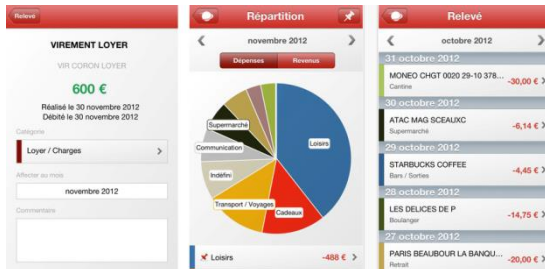 Relevé
VIREMENT LOYER
VIR CORON LOYER
600 €
Réalisé le 30 novembre 2012
Débité le 30 novembre 2012
Catégorie
Loyer / Charges
Affecter au mois
novembre 2012
Commentaire
Répartition
novembre 2012
Dépenses
Revenus
Supermarché
Communication
Indéfini
Transport / Voyages
Cadeaux
Loisirs
Loisirs -488 €
Relevé
octobre 2012
31 octobre 2012
MONEO CHGT 0020 29-10 378... -30,00 €
Cantine
30 octobre 2012
ATAC MAG SCEAUXC -6,14 €
Supermarché
29 octobre 2012
STARBUCKS COFFEE -4,45 €
Bars / Sorties
28 octobre 2012
LES DELICES DE P -14,75 €
Boulanger
27 octobre 2012
PARIS BEAUBOUR LA BANQU... -20,00 €
Retrait